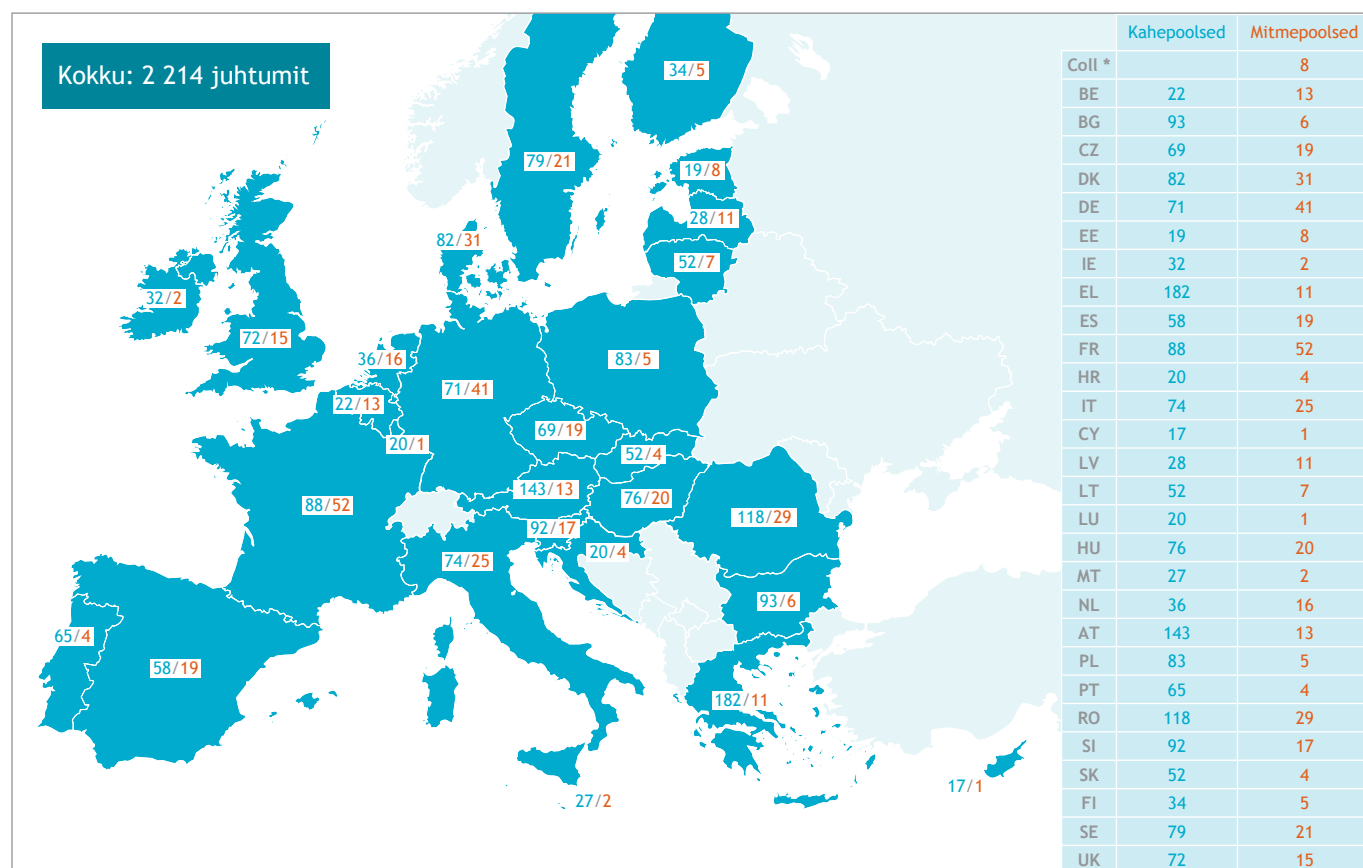 Kokku: 2 214 juhtumit
34/5
79/21
19/8
28/11
82/31
52/7
32/2
72/15
36/16
83/5
71/41
22/13
69/19
20/1
52/4
143/13
76/20
88/52
118/29
92/17
20/4
74/25
93/6
65/4
58/19
182/11
17/1
27/2
Kahepoolsed Mitmepoolsed
Coll * 8
BE 22 13
BG 93 6
CZ 69 19
DK 82 31
DE 71 41
EE 19 8
IE 32 2
EL 182 11
ES 58 19
FR 88 52
HR 20 4
IT 74 25
CY 17 1
LV 28 11
LT 52 7
LU 20 1
HU 76 20
MT 27 2
NL 36 16
AT 143 13
PL 83 5
PT 65 4
RO 118 29
SI 92 17
SK 52 4
FI 34 5
SE 79 21
UK 72 15